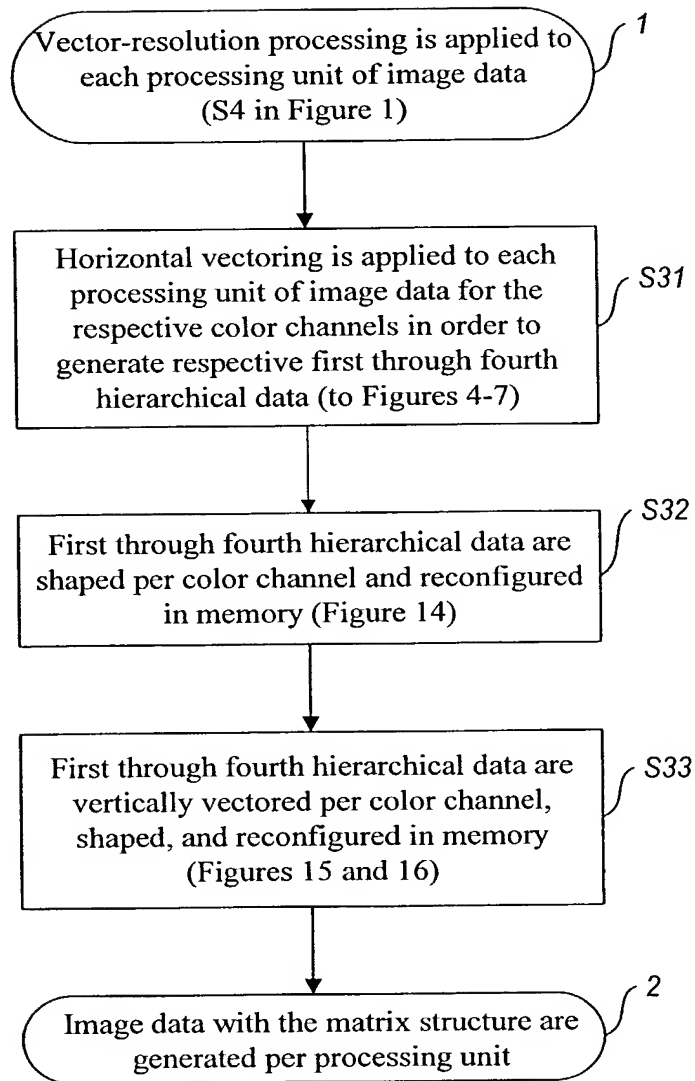 Vector-resolution processing is applied to
each processing unit of image data
(S4 in Figure 1)
1
Horizontal vectoring is applied to each
processing unit of image data for the
respective color channels in order to
generate respective first through fourth
hierarchical data (to Figures 4-7)
S31
First through fourth hierarchical data are
shaped per color channel and reconfigured
in memory (Figure 14)
S32
First through fourth hierarchical data are
vertically vectored per color channel,
shaped, and reconfigured in memory
(Figures 15 and 16)
S33
Image data with the matrix structure are
generated per processing unit
2